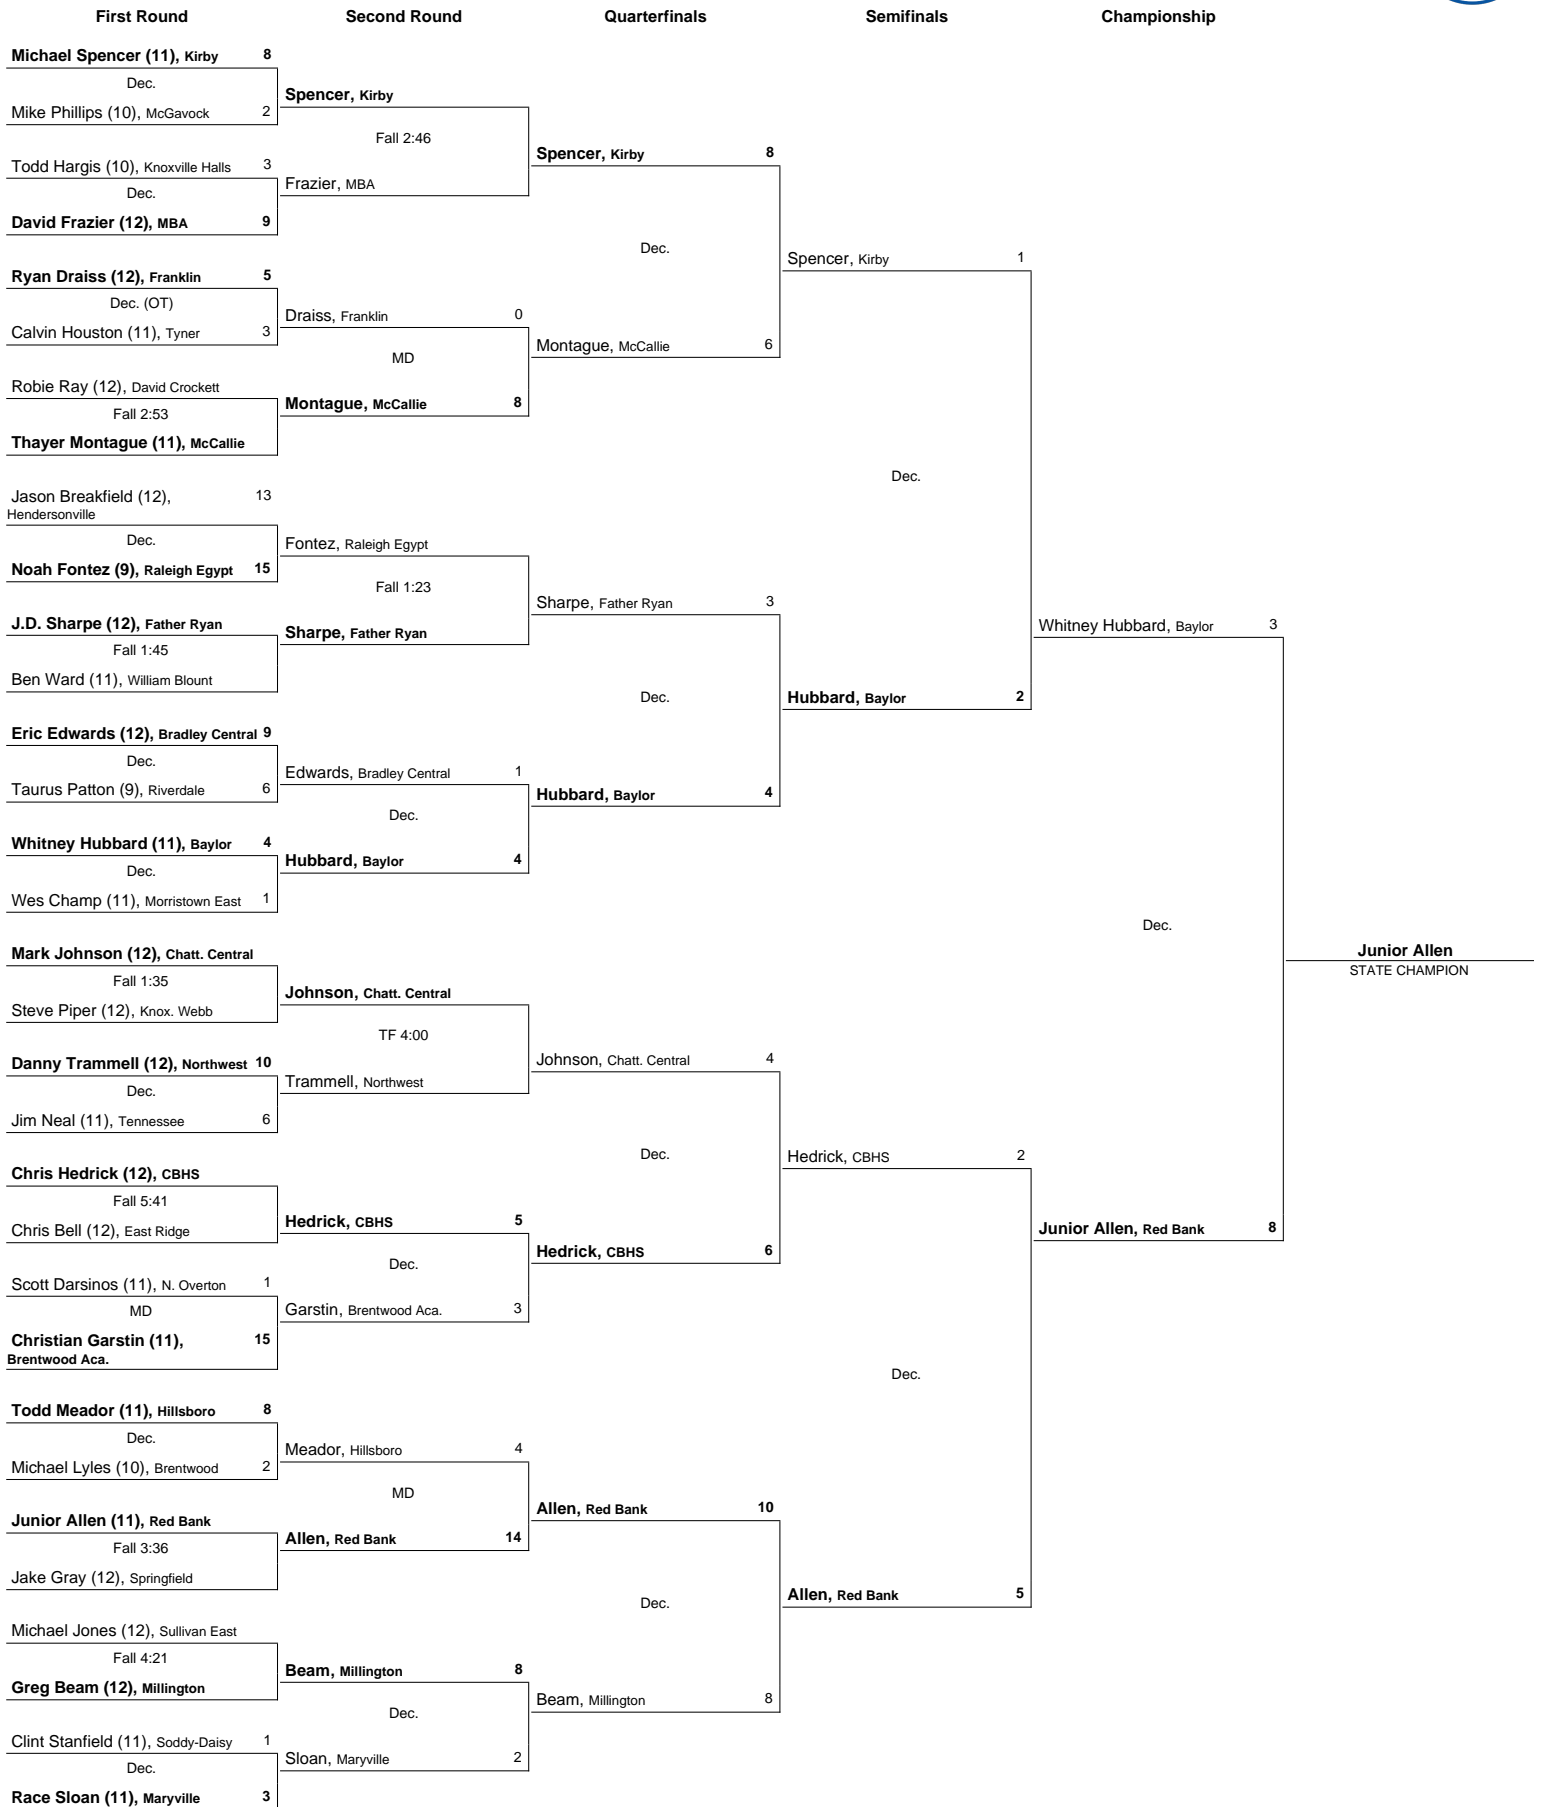 First Round
Second Round
Quarterfinals
Semifinals
Championship
Michael Spencer (11), Kirby 8
Dec.
Mike Phillips (10), McGavock 2
Todd Hargis (10), Knoxville Halls 3
Dec.
David Frazier (12), MBA 9
Ryan Draiss (12), Franklin 5
Dec. (OT)
Calvin Houston (11), Tyner 3
Robie Ray (12), David Crockett
Fall 2:53
Thayer Montague (11), McCallie
Jason Breakfield (12), 13
Hendersonville
Dec.
Noah Fontez (9), Raleigh Egypt 15
J.D. Sharpe (12), Father Ryan
Fall 1:45
Ben Ward (11), William Blount
Eric Edwards (12), Bradley Central 9
Dec.
Taurus Patton (9), Riverdale 6
Whitney Hubbard (11), Baylor 4
Dec.
Wes Champ (11), Morristown East 1
Mark Johnson (12), Chatt. Central
Fall 1:35
Steve Piper (12), Knox. Webb
Danny Trammell (12), Northwest 10
Dec.
Jim Neal (11), Tennessee 6
Chris Hedrick (12), CBHS
Fall 5:41
Chris Bell (12), East Ridge
Scott Darsinos (11), N. Overton 1
MD
Christian Garstin (11), 15
Brentwood Aca.
Todd Meador (11), Hillsboro 8
Dec.
Michael Lyles (10), Brentwood 2
Junior Allen (11), Red Bank
Fall 3:36
Jake Gray (12), Springfield
Michael Jones (12), Sullivan East
Fall 4:21
Greg Beam (12), Millington
Clint Stanfield (11), Soddy-Daisy 1
Dec.
Race Sloan (11), Maryville 3
Spencer, Kirby
Fall 2:46
Frazier, MBA
Draiss, Franklin 0
MD
Montague, McCallie 8
Fontez, Raleigh Egypt
Fall 1:23
Sharpe, Father Ryan
Edwards, Bradley Central 1
Dec.
Hubbard, Baylor 4
Johnson, Chatt. Central
TF 4:00
Trammell, Northwest
Hedrick, CBHS 5
Dec.
Garstin, Brentwood Aca. 3
Meador, Hillsboro 4
MD
Allen, Red Bank 14
Beam, Millington 8
Dec.
Sloan, Maryville 2
Spencer, Kirby 8
Dec.
Montague, McCallie 6
Sharpe, Father Ryan 3
Dec.
Hubbard, Baylor 4
Johnson, Chatt. Central 4
Dec.
Hedrick, CBHS 6
Allen, Red Bank 10
Dec.
Beam, Millington 8
Spencer, Kirby 1
Dec.
Hubbard, Baylor 2
Hedrick, CBHS 2
Dec.
Allen, Red Bank 5
Whitney Hubbard, Baylor 3
Dec.
Junior Allen, Red Bank 8
Junior Allen
STATE CHAMPION